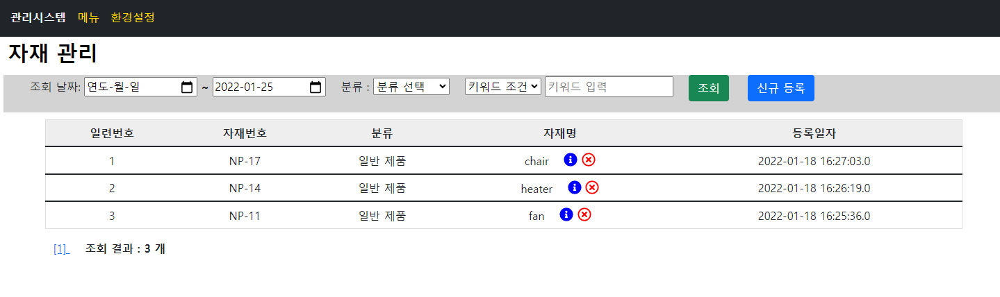 관리시스템 메뉴 환경설정
자재 관리
조회 날짜: 연도-월-일 ~ 2022-01-25 분류 : 분류 선택 키워드 조건 키워드 입력 조회 신규 등록
일련번호 자재번호 분류 자재명 등록일자
1 NP-17 일반 제품 chair 2022-01-18 16:27:03.0
2 NP-14 일반 제품 heater 2022-01-18 16:26:19.0
3 NP-11 일반 제품 fan 2022-01-18 16:25:36.0
[1] 조회 결과 : 3 개